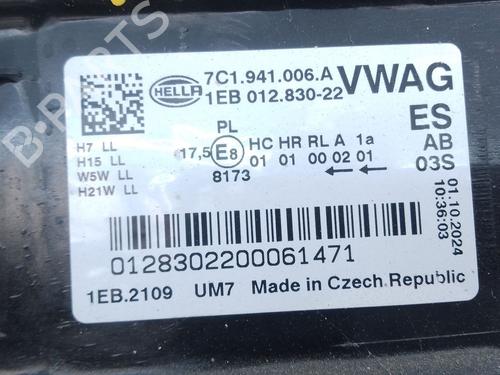 HELLA
7C1.941.006.A VWAG
1EB 012.830-22 ES
PL
H7 LL 17,5 E8 HC HR RL A 1a AB
H15 LL 01 01 00 02 01 03S
W5W LL 8173
H21W LL
01.10.2024
10:36:03
0128302200061471
1EB.2109 UM7 Made in Czech Republic